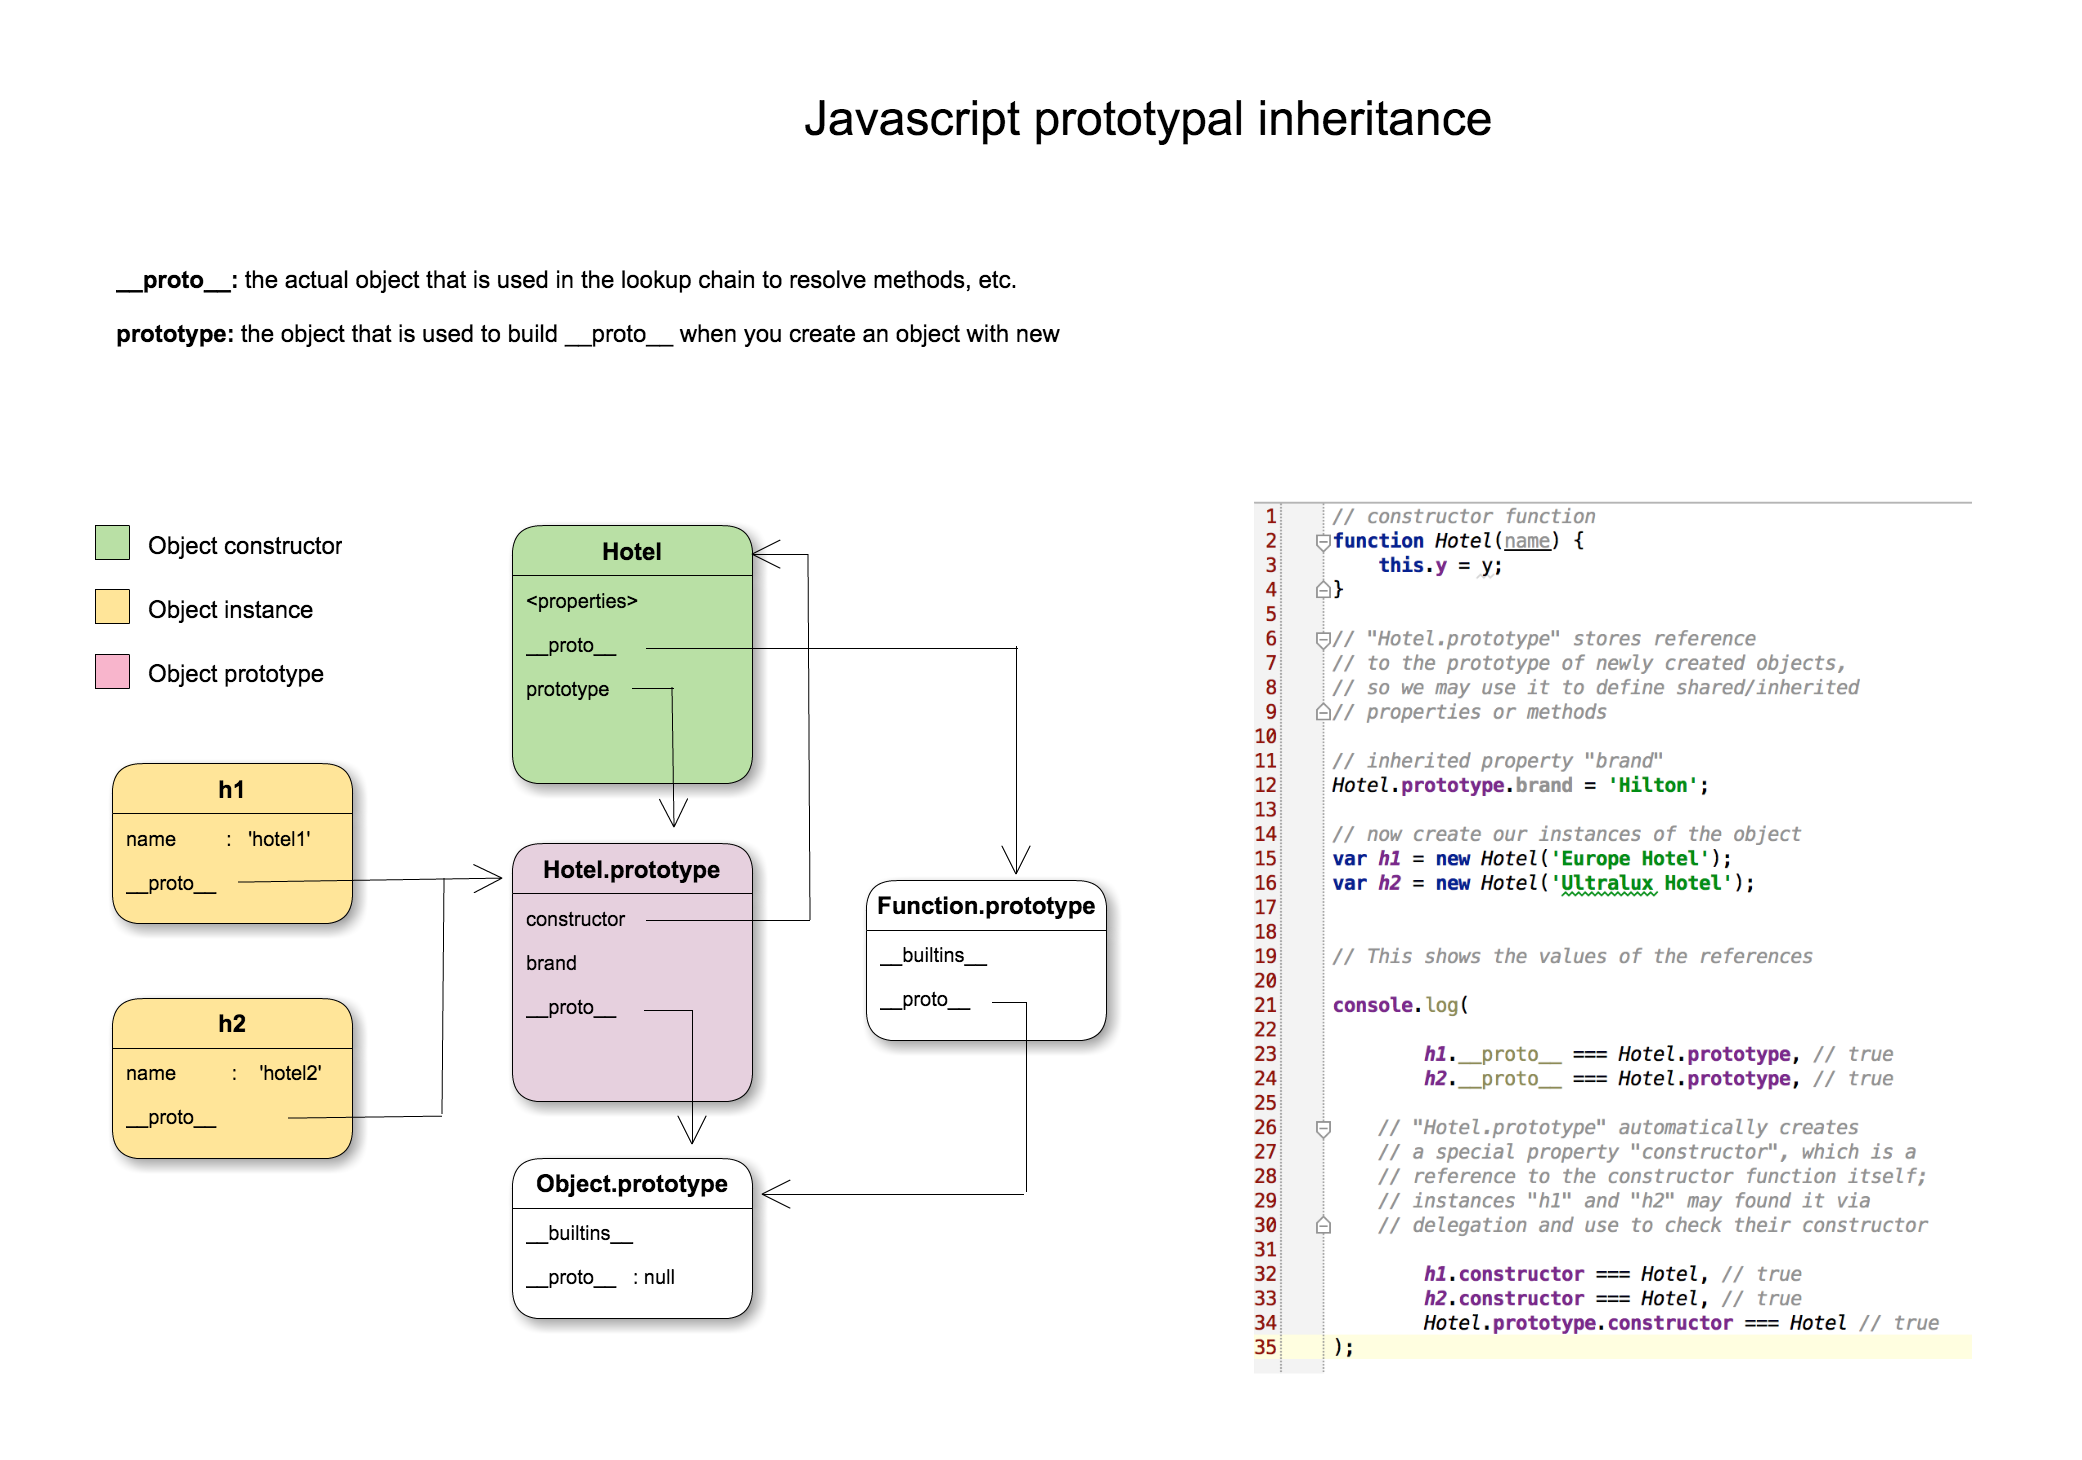 Javascript prototypal inheritance
__proto__: the actual object that is used in the lookup chain to resolve methods, etc.
prototype: the object that is used to build __proto__ when you create an object with new
Object constructor
Object instance
Object prototype
h1
name : 'hotel1'
__proto__
h2
name : 'hotel2'
__proto__
Hotel
<properties>
__proto__
prototype
Hotel.prototype
constructor
brand
__proto__
Object.prototype
__builtins__
__proto__ : null
Function.prototype
__builtins__
__proto__
1 // constructor function
2 function Hotel(name) {
3 this.y = y;
4 }
5
6 // "Hotel.prototype" stores reference
7 // to the prototype of newly created objects,
8 // so we may use it to define shared/inherited
9 // properties or methods
10
11 // inherited property "brand"
12 Hotel.prototype.brand = 'Hilton';
13
14 // now create our instances of the object
15 var h1 = new Hotel('Europe Hotel');
16 var h2 = new Hotel('Ultralux Hotel');
17
18
19 // This shows the values of the references
20
21 console.log(
22
23 h1.__proto__ === Hotel.prototype, // true
24 h2.__proto__ === Hotel.prototype, // true
25
26 // "Hotel.prototype" automatically creates
27 // a special property "constructor", which is a
28 // reference to the constructor function itself;
29 // instances "h1" and "h2" may found it via
30 // delegation and use to check their constructor
31
32 h1.constructor === Hotel, // true
33 h2.constructor === Hotel, // true
34 Hotel.prototype.constructor === Hotel // true
35 );